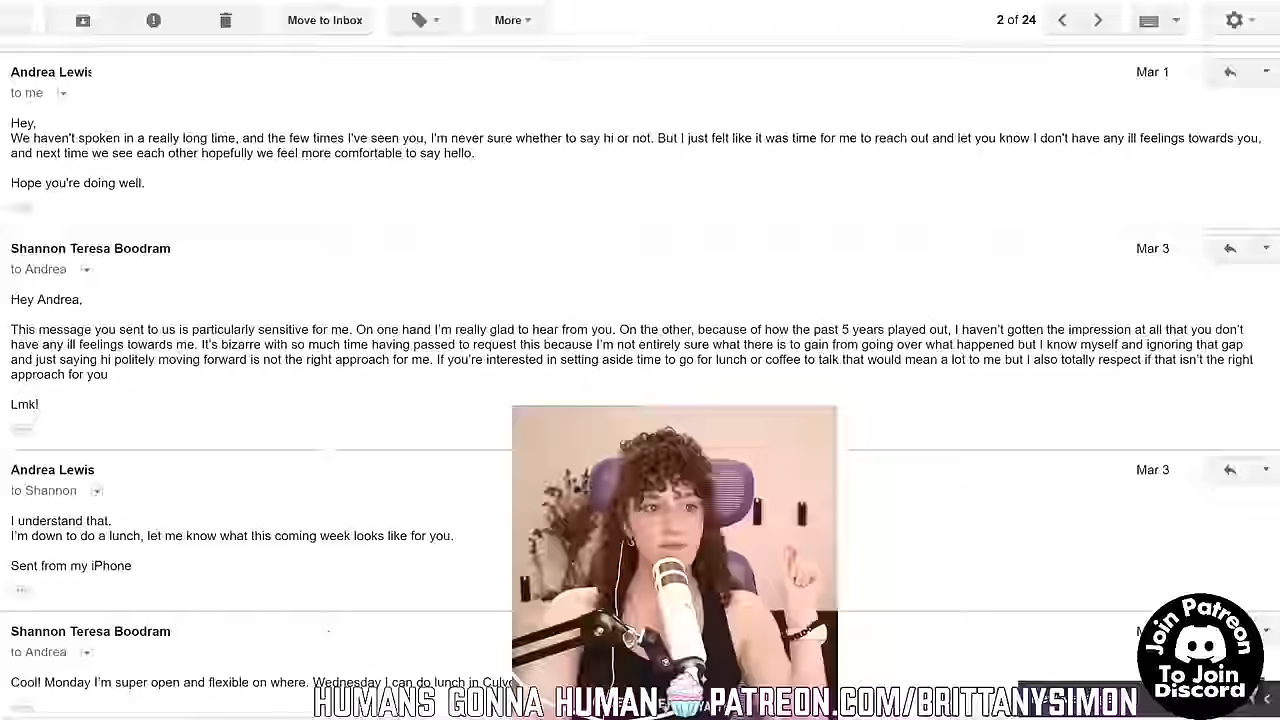 Move to Inbox More 2 of 24
Andrea Lewis Mar 1
to me
Hey,
We haven't spoken in a really long time, and the few times I've seen you, I'm never sure whether to say hi or not. But I just felt like it was time for me to reach out and let you know I don't have any ill feelings towards you,
and next time we see each other hopefully we feel more comfortable to say hello.
Hope you're doing well.
Shannon Teresa Boodram Mar 3
to Andrea
Hey Andrea,
This message you sent to us is particularly sensitive for me. On one hand I'm really glad to hear from you. On the other, because of how the past 5 years played out, I haven't gotten the impression at all that you don't
have any ill feelings towards me. It's bizarre with so much time having passed to request this because I'm not entirely sure what there is to gain from going over what happened but I know myself and ignoring that gap
and just saying hi politely moving forward is not the right approach for me. If you're interested in setting aside time to go for lunch or coffee to talk that would mean a lot to me but I also totally respect if that isn't the right
approach for you
Lmk!
Andrea Lewis Mar 3
to Shannon
I understand that.
I'm down to do a lunch, let me know what this coming week looks like for you.
Sent from my iPhone
Shannon Teresa Boodram
to Andrea
Cool! Monday I'm super open and flexible on where. Wednesday I can do lunch in
HUMANS GONNA HUMAN PATREON.COM/BRITTANYSIMON
Join Patreon
To Join
Discord